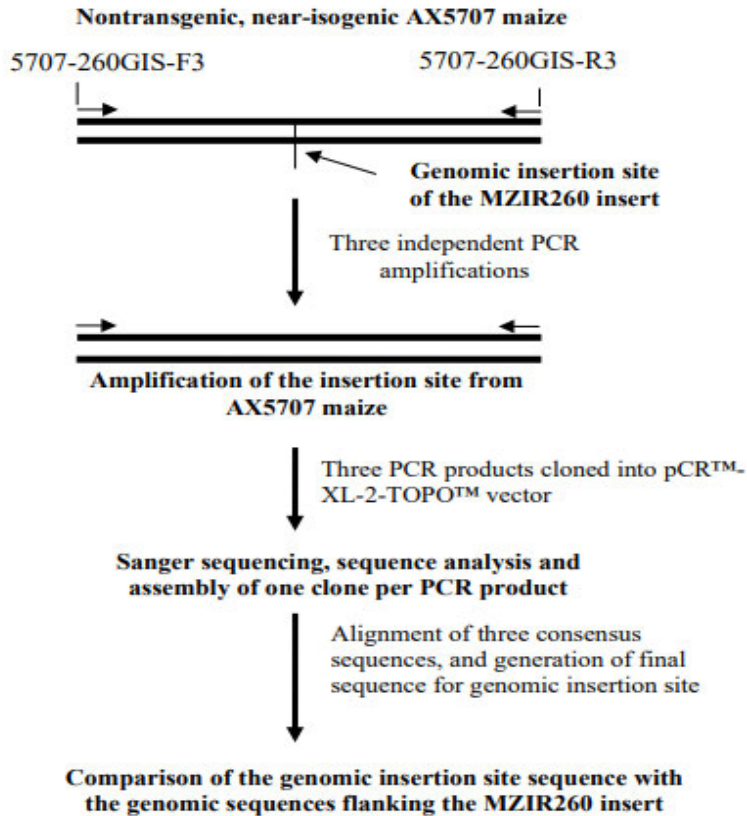 Nontransgenic, near-isogenic AX5707 maize
5707-260GIS-F3
5707-260GIS-R3
Genomic insertion site
of the MZIR260 insert
Three independent PCR
amplifications
Amplification of the insertion site from
AX5707 maize
Three PCR products cloned into pCR™-
XL-2-TOPO™ vector
Sanger sequencing, sequence analysis and
assembly of one clone per PCR product
Alignment of three consensus
sequences, and generation of final
sequence for genomic insertion site
Comparison of the genomic insertion site sequence with
the genomic sequences flanking the MZIR260 insert